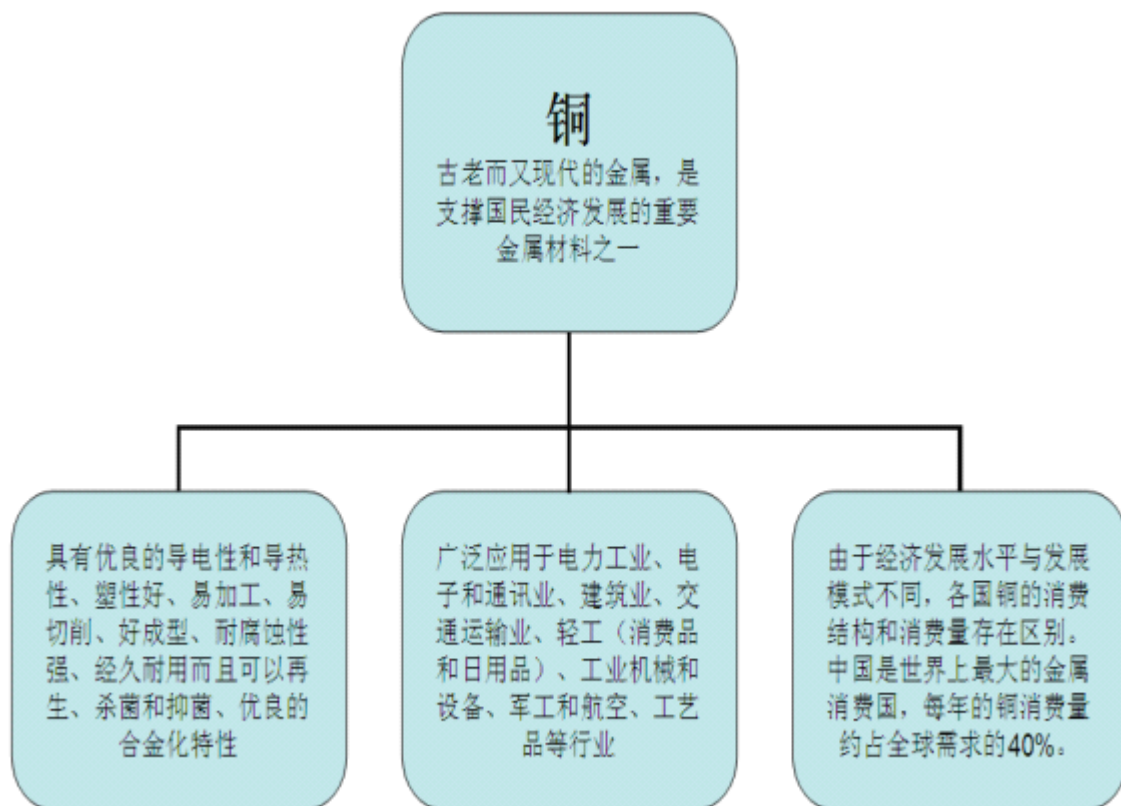 铜
古老而又现代的金属，是
支撑国民经济发展的重要
金属材料之一
具有优良的导电性和导热
性、塑性好、易加工、易
切削、好成型、耐腐蚀性
强、经久耐用而且可以再
生、杀菌和抑菌、优良的
合金化特性
广泛应用于电力工业、电
子和通讯业、建筑业、交
通运输业、轻工（消费品
和日用品）、工业机械和
设备、军工和航空、工艺
品等行业
由于经济发展水平与发展
模式不同，各国铜的消费
结构和消费量存在区别。
中国是世界上最大的金属
消费国，每年的铜消费量
约占全球需求的40%。